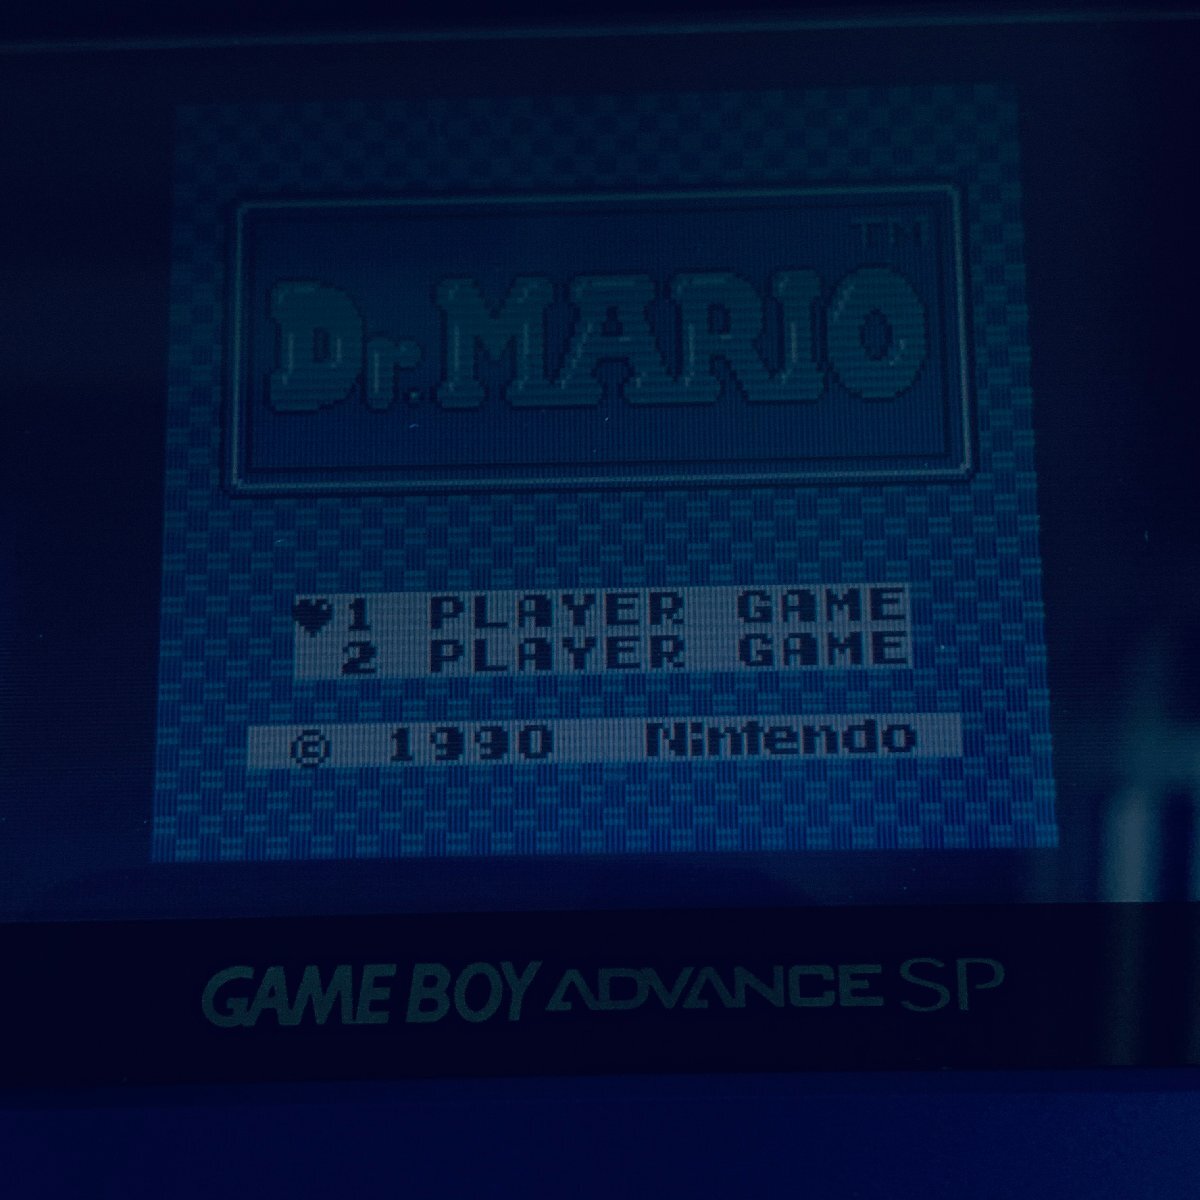 TM
Dr. MARIO
♥1 PLAYER GAME
2 PLAYER GAME
© 1990 Nintendo
GAME BOY ADVANCE SP